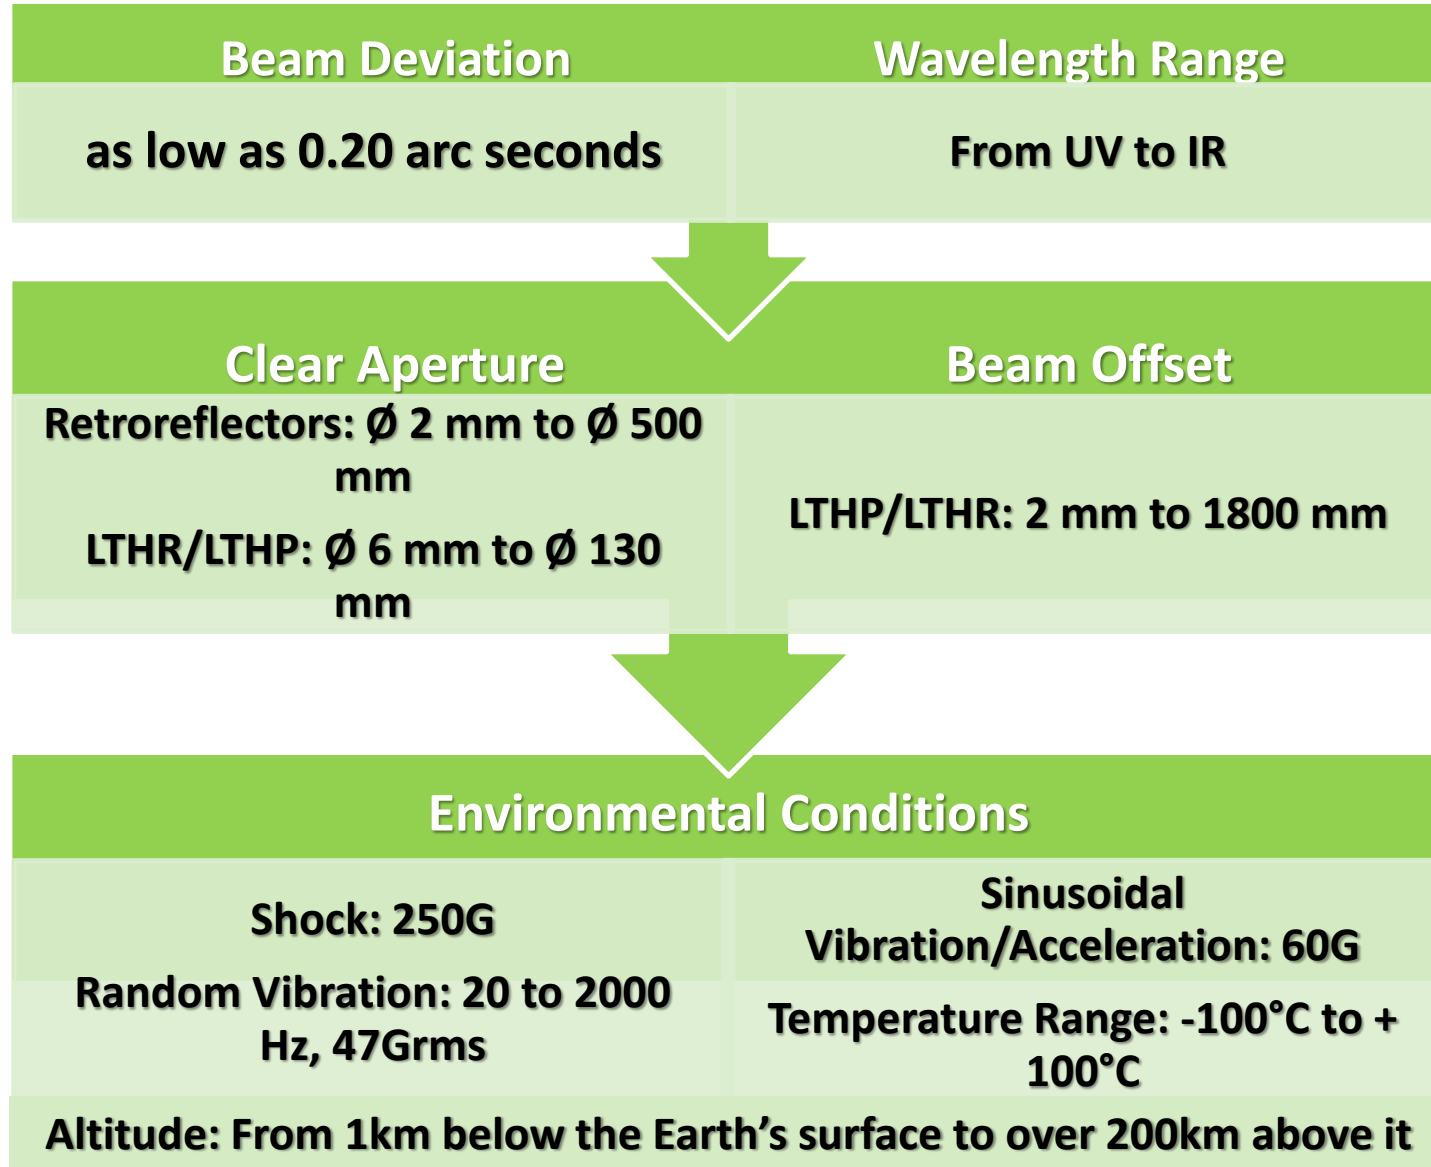 Beam Deviation
Wavelength Range
as low as 0.20 arc seconds
From UV to IR
Clear Aperture
Beam Offset
Retroreflectors: Ø 2 mm to Ø 500
mm
LTHR/LTHP: Ø 6 mm to Ø 130
mm
LTHP/LTHR: 2 mm to 1800 mm
Environmental Conditions
Shock: 250G
Random Vibration: 20 to 2000
Hz, 47Grms
Sinusoidal
Vibration/Acceleration: 60G
Temperature Range: -100°C to +
100°C
Altitude: From 1km below the Earth’s surface to over 200km above it